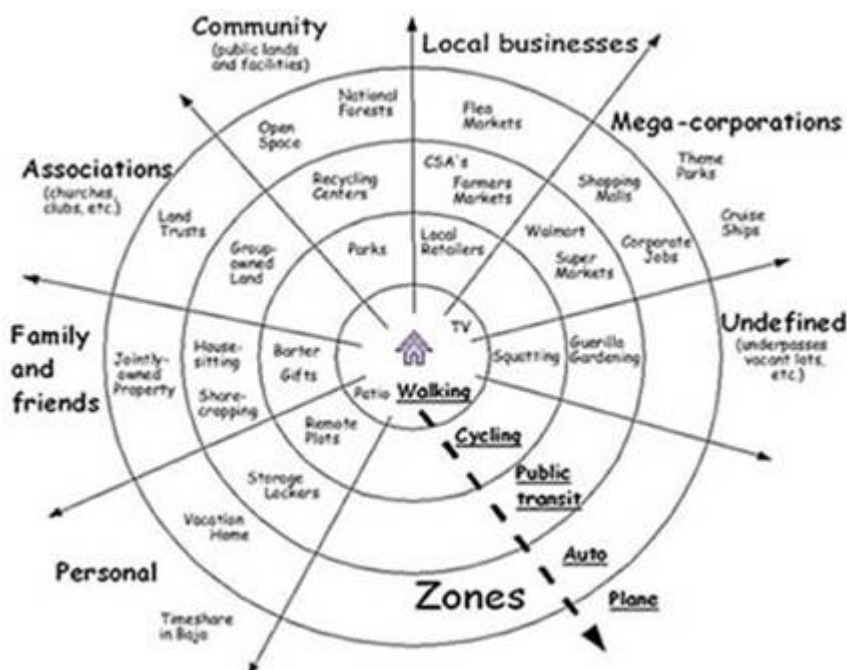 Community
(public lands
and facilities)
Local businesses
National
Forests
Flea
Markets
Open
Space
Mega-corporations
Theme
Parks
Associations
(churches,
clubs, etc.)
Recycling
Centers
CSA's
Farmers
Markets
Shopping
Malls
Land
Trusts
Cruise
Ships
Group-
owned
Land
Parks
Local
Retailers
Walmart
Super
Markets
Corporate
Jobs
TV
Family
and
friends
Jointly-
owned
Property
House-
sitting
Share-
cropping
Barter
Gifts
Squatting
Guerilla
Gardening
Undefined
(underpasses
vacant lots,
etc.)
Patio
Walking
Remote
Plots
Cycling
Storage
Lockers
Public
transit
Vacation
Home
Auto
Personal
Zones
Plane
Timeshare
in Baja